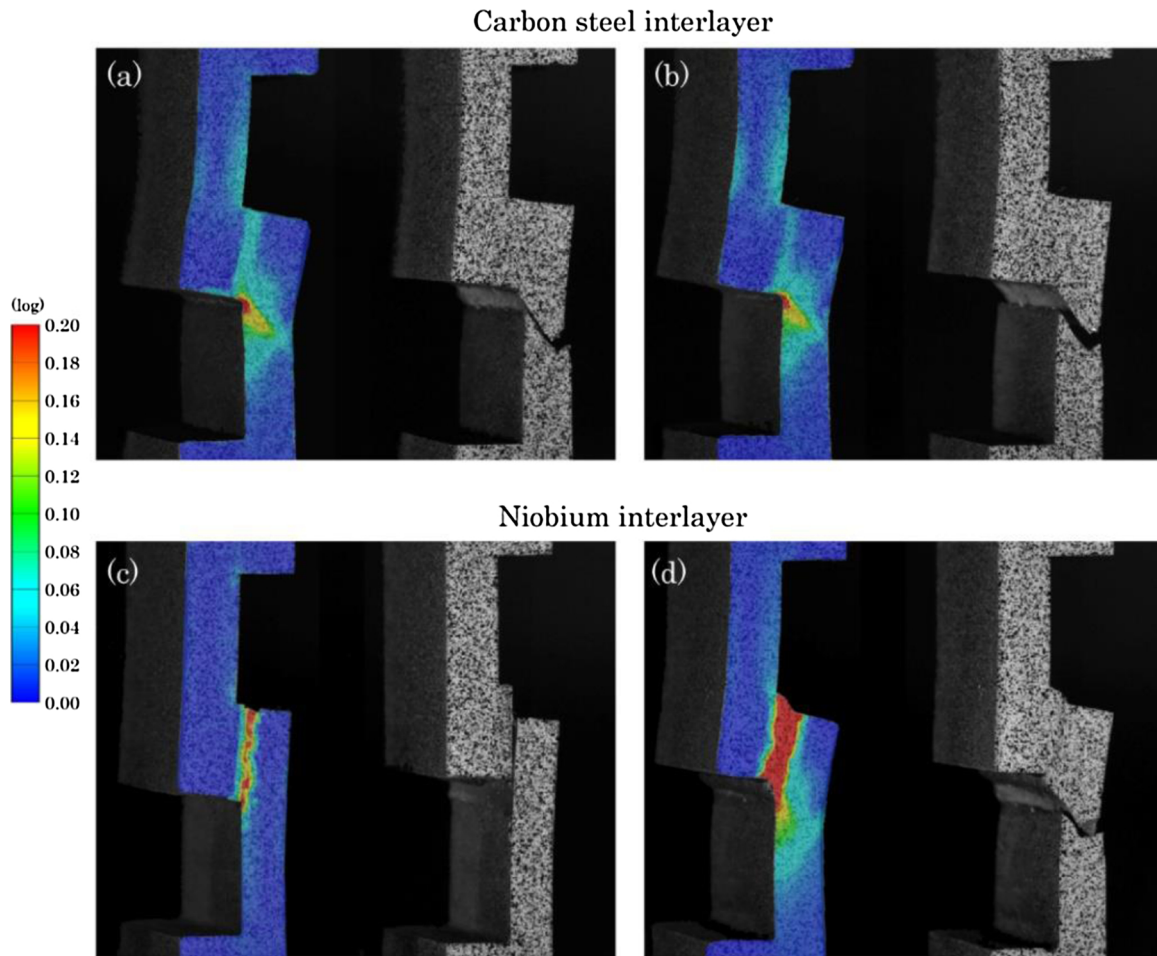 Carbon steel interlayer
(a)
(b)
(log)
0.20
0.18
0.16
0.14
0.12
0.10
0.08
0.06
0.04
0.02
0.00
Niobium interlayer
(c)
(d)